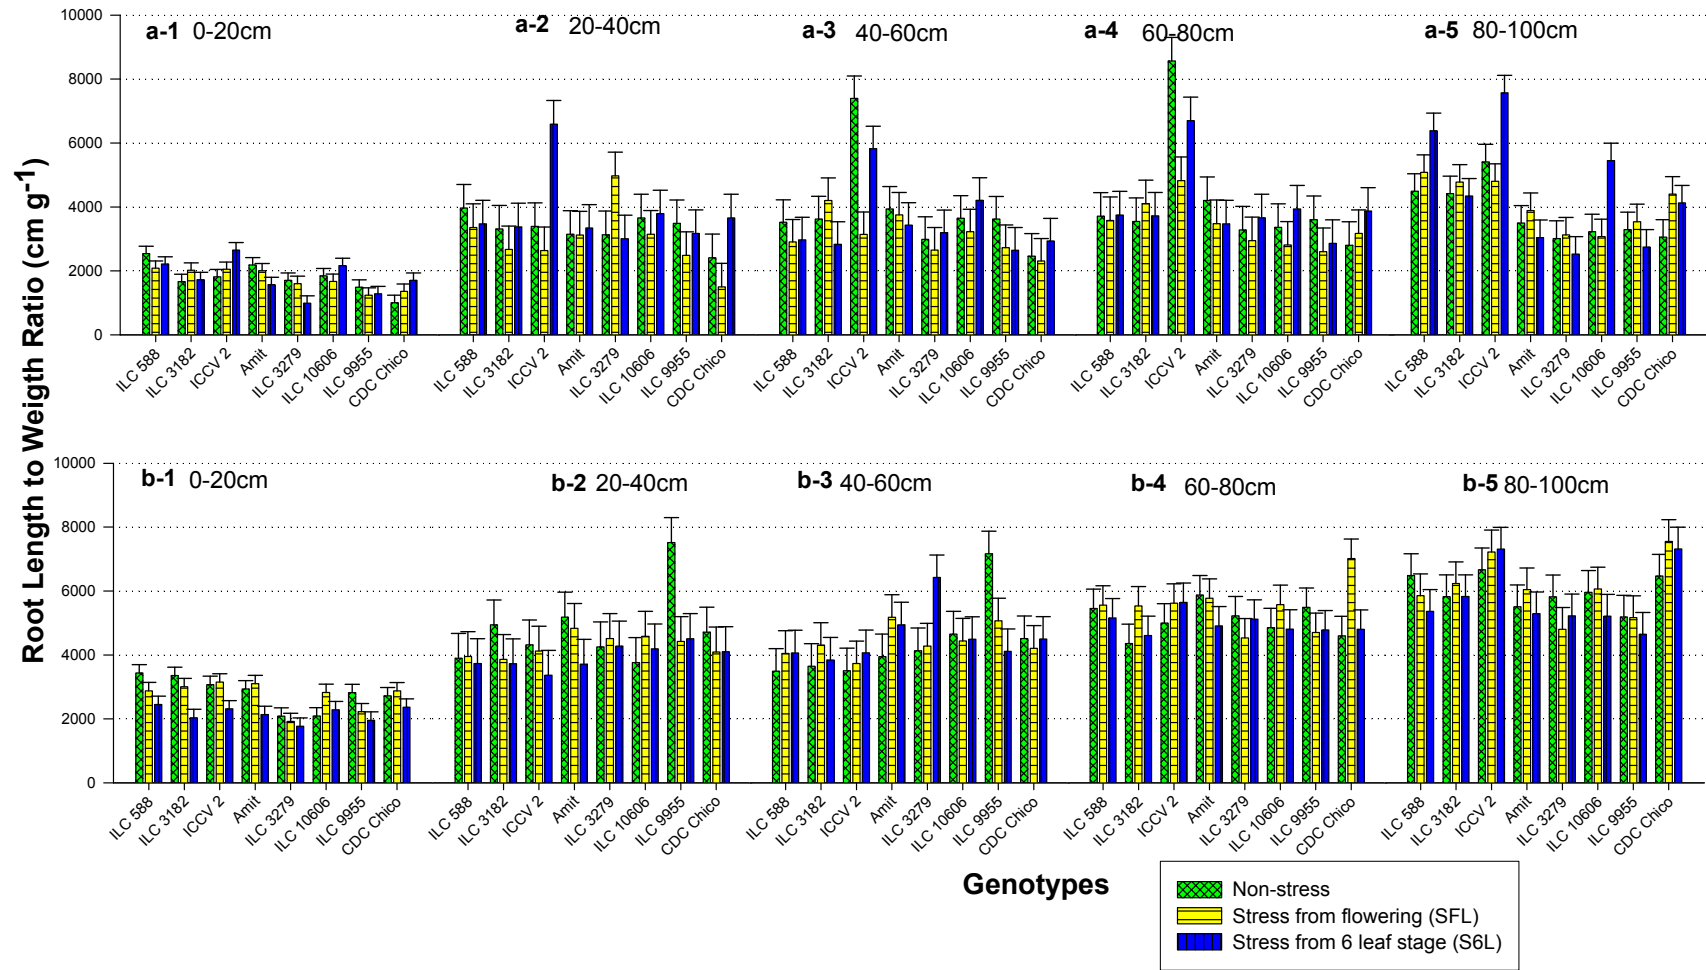 Root Length to Weigth Ratio (cm g-1)
a-1 0-20cm
a-2 20-40cm
a-3 40-60cm
a-4 60-80cm
a-5 80-100cm
10000
8000
6000
4000
2000
0
ILC 588
ILC 3182
ICCV 2
Amit
ILC 3279
ILC 10606
ILC 9955
CDC Chico
ILC 588
ILC 3182
ICCV 2
Amit
ILC 3279
ILC 10606
ILC 9955
CDC Chico
ILC 588
ILC 3182
ICCV 2
Amit
ILC 3279
ILC 10606
ILC 9955
CDC Chico
ILC 588
ILC 3182
ICCV 2
Amit
ILC 3279
ILC 10606
ILC 9955
CDC Chico
ILC 588
ILC 3182
ICCV 2
Amit
ILC 3279
ILC 10606
ILC 9955
CDC Chico
b-1 0-20cm
b-2 20-40cm
b-3 40-60cm
b-4 60-80cm
b-5 80-100cm
10000
8000
6000
4000
2000
0
ILC 588
ILC 3182
ICCV 2
Amit
ILC 3279
ILC 10606
ILC 9955
CDC Chico
ILC 588
ILC 3182
ICCV 2
Amit
ILC 3279
ILC 10606
ILC 9955
CDC Chico
ILC 588
ILC 3182
ICCV 2
Amit
ILC 3279
ILC 10606
ILC 9955
CDC Chico
ILC 588
ILC 3182
ICCV 2
Amit
ILC 3279
ILC 10606
ILC 9955
CDC Chico
ILC 588
ILC 3182
ICCV 2
Amit
ILC 3279
ILC 10606
ILC 9955
CDC Chico
Genotypes
Non-stress
Stress from flowering (SFL)
Stress from 6 leaf stage (S6L)